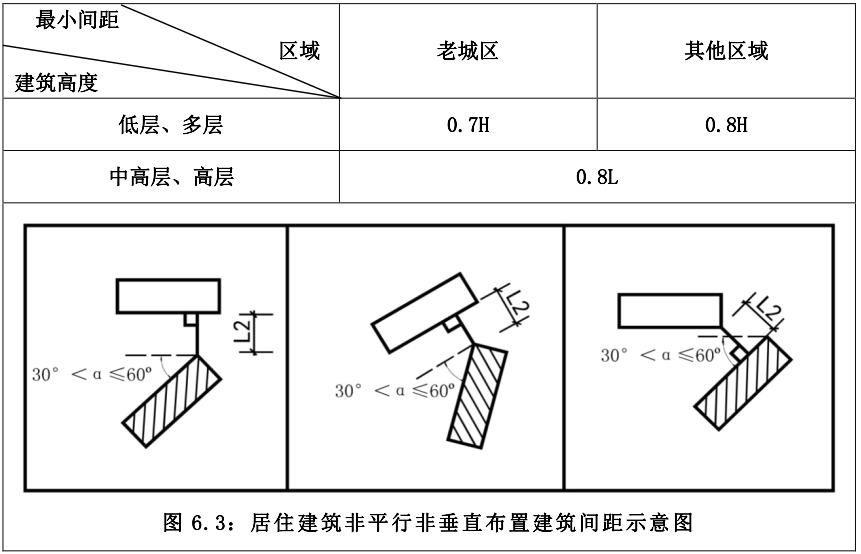 最小间距
区域
建筑高度
老城区
其他区域
低层、多层
0.7H
0.8H
中高层、高层
0.8L
L2
30°＜α≤60°
L2
30°＜α≤60°
L2
30°＜α≤60°
图 6.3：居住建筑非平行非垂直布置建筑间距示意图